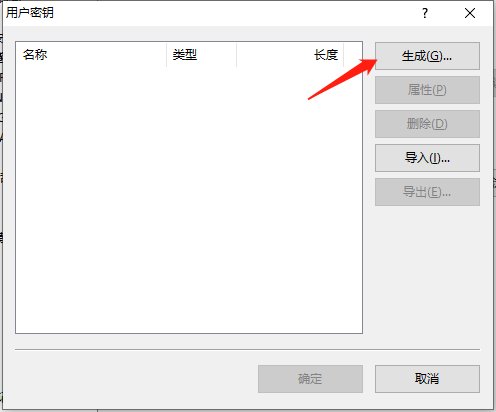 用户密钥
名称 类型 长度
生成(G)...
属性(P)
删除(D)
导入(I)...
导出(E)...
确定 取消